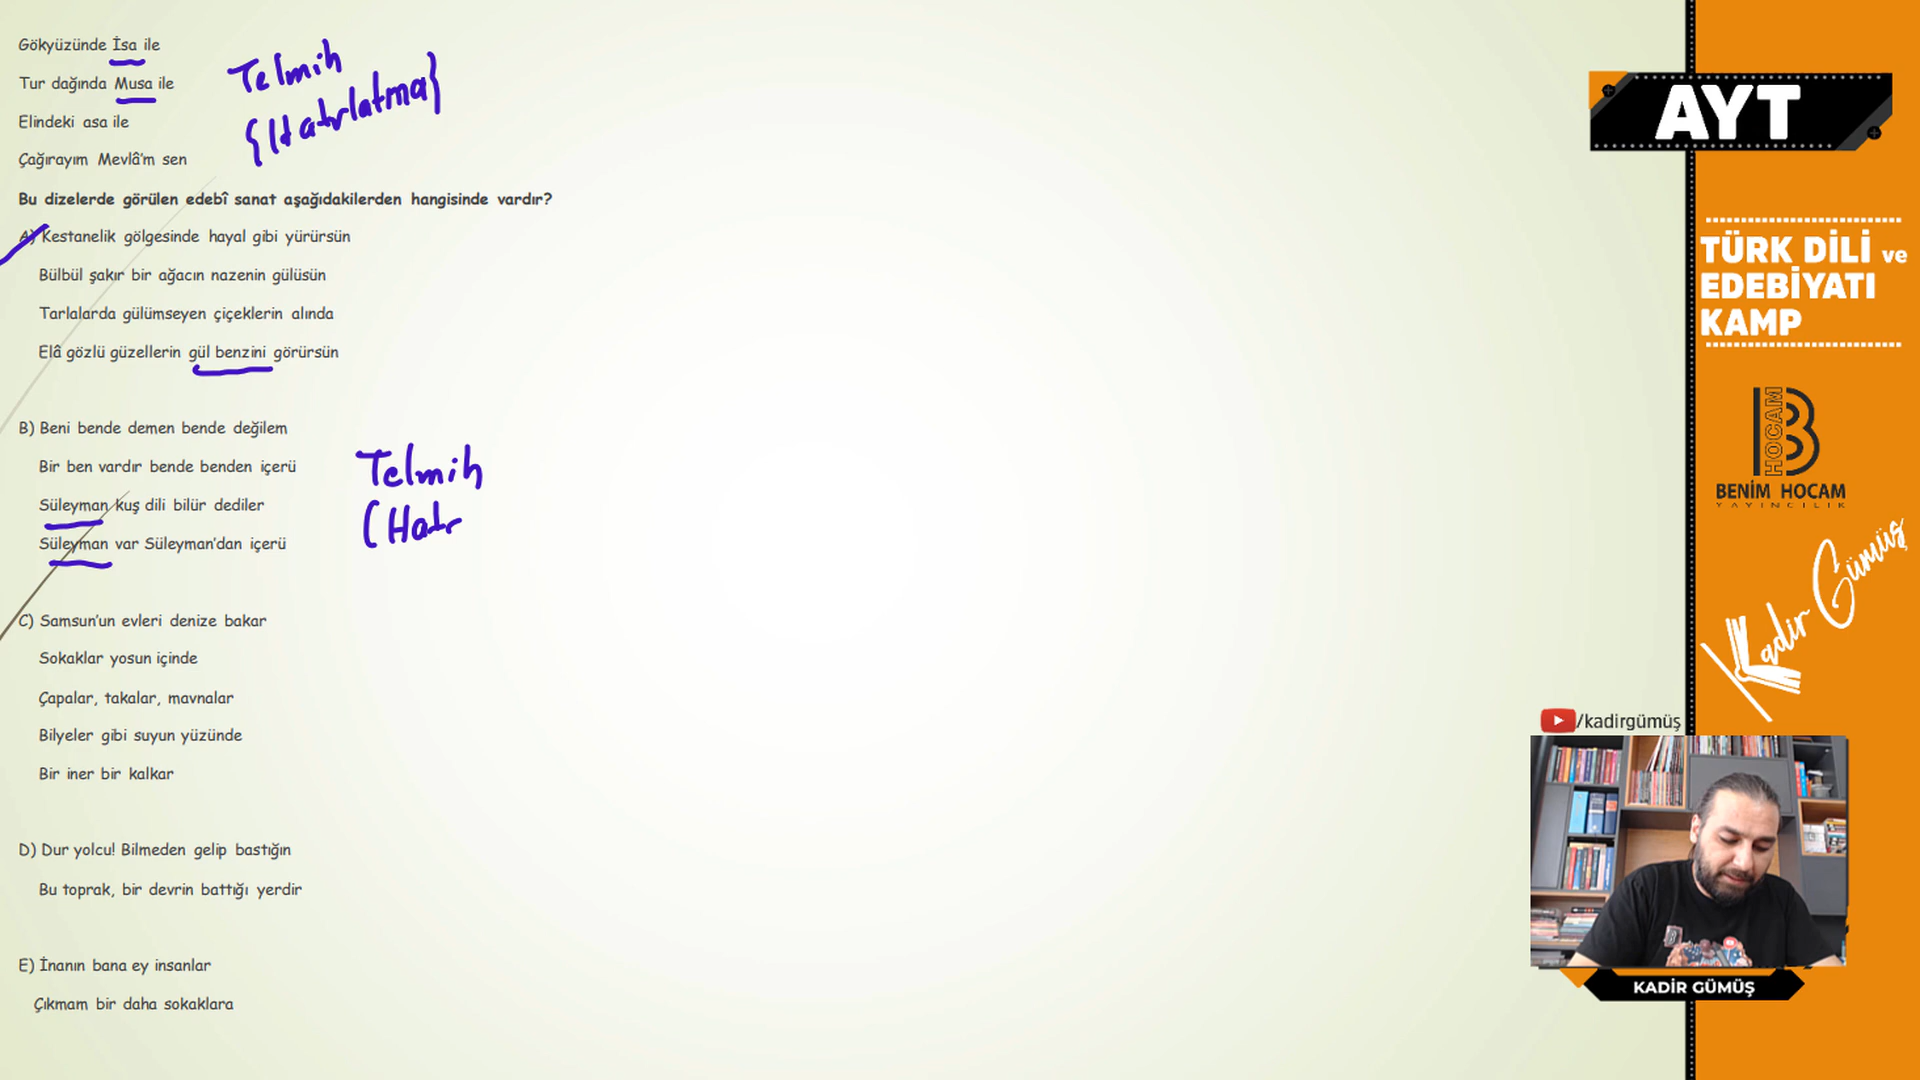 Gökyüzünde İsa ile
Tur dağında Musa ile
Elindeki asa ile
Çağırayım Mevlâ'm sen
Telmih
{Hatırlatma}
Bu dizelerde görülen edebî sanat aşağıdakilerden hangisinde vardır?
A) Kestanelik gölgesinde hayal gibi yürürsün
Bülbül şakır bir ağacın nazenin gülüsün
Tarlalarda gülümseyen çiçeklerin alında
Elâ gözlü güzellerin gül benzini görürsün
B) Beni bende demen bende değilem
Bir ben vardır bende benden içerü
Süleyman kuş dili bilür dediler
Süleyman var Süleyman'dan içerü
Telmih
(Hatır
C) Samsun'un evleri denize bakar
Sokaklar yosun içinde
Çapalar, takalar, mavnalar
Bilyeler gibi suyun yüzünde
Bir iner bir kalkar
D) Dur yolcu! Bilmeden gelip bastığın
Bu toprak, bir devrin battığı yerdir
E) İnanın bana ey insanlar
Çıkmam bir daha sokaklara
AYT
TÜRK DİLİ ve
EDEBİYATI
KAMP
HOCAM
BENİM HOCAM
YAYINCILIK
Kadir Gümüş
/kadirgümüş
KADİR GÜMÜŞ